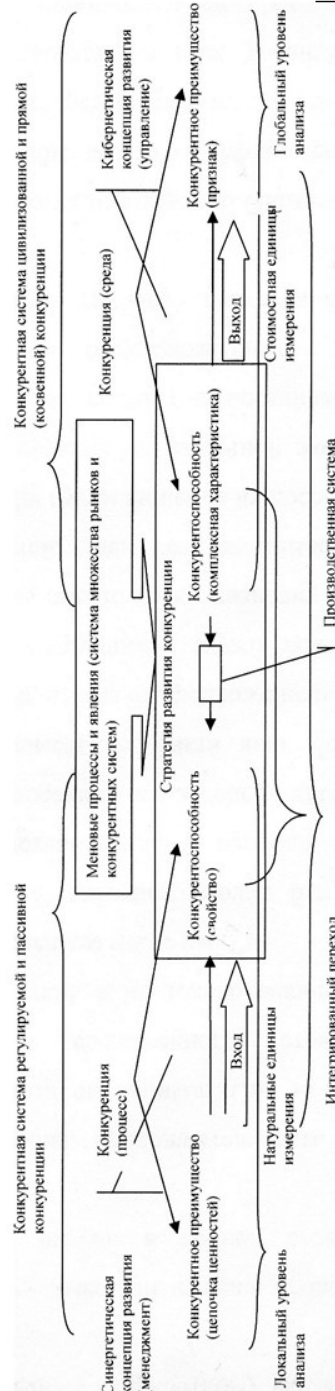 Конкурентная система регулируемой и пассивной
конкуренции
Конкурентная система цивилизованной и прямой
(косвенной) конкуренции
Меновые процессы и явления (система множества рынков и
конкурентных систем)
Синергетическая
концепция развития
менеджмент)
Конкуренция
(процесс)
Стратегия развития конкуренции
Конкуренция (среда)
Кибернетическая
концепция развития
(управление)
Конкурентное преимущество
(цепочка ценностей)
Конкурентоспособность
(свойство)
Конкурентоспособность
(комплексная характеристика)
Конкурентное преимущество
(признак)
Вход
Выход
Локальный уровень
анализа
Натуральные единицы
измерения
Стоимостная единицы
измерения
Глобальный уровень
анализа
Интегрированный переход
Производственная система